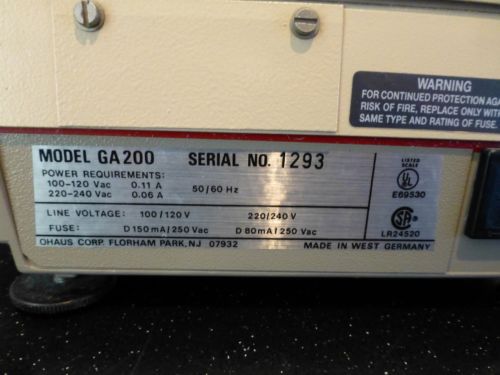 WARNING
FOR CONTINUED PROTECTION AGA
RISK OF FIRE, REPLACE ONLY WITH
SAME TYPE AND RATING OF FUSE.
MODEL GA200 SERIAL NO. 1293
POWER REQUIREMENTS:
100-120 Vac 0.11 A
220-240 Vac 0.06 A
50/60 Hz
LISTED
SCALE
UL
E69530
LINE VOLTAGE: 100/120 V 220/240 V
FUSE: D 150 mA/250 Vac D 80 mA/250 Vac
SA
LR24520
OHAUS CORP. FLORHAM PARK, NJ 07932 MADE IN WEST GERMANY